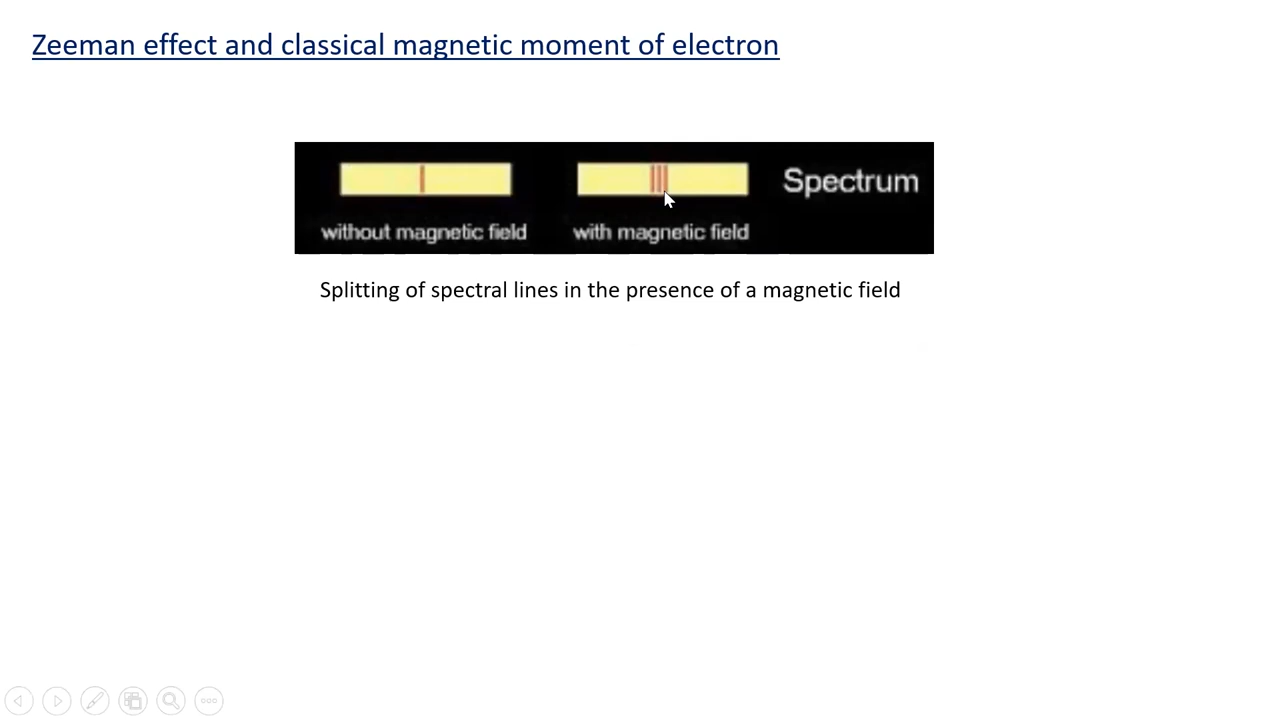 Zeeman effect and classical magnetic moment of electron
Spectrum
without magnetic field
with magnetic field
Splitting of spectral lines in the presence of a magnetic field